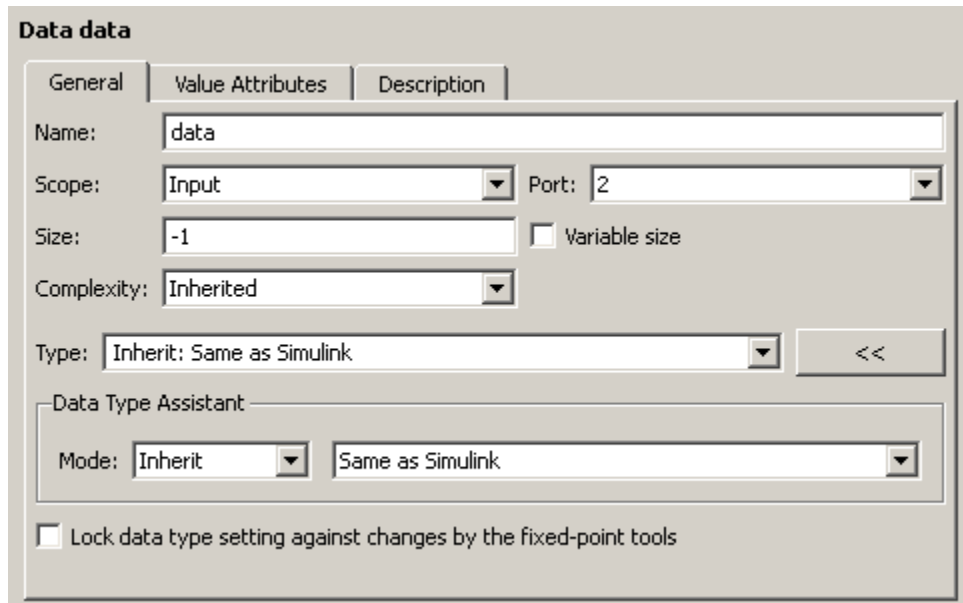 Data data
General Value Attributes Description
Name: data
Scope: Input Port: 2
Size: -1 Variable size
Complexity: Inherited
Type: Inherit: Same as Simulink <<
Data Type Assistant
Mode: Inherit Same as Simulink
Lock data type setting against changes by the fixed-point tools